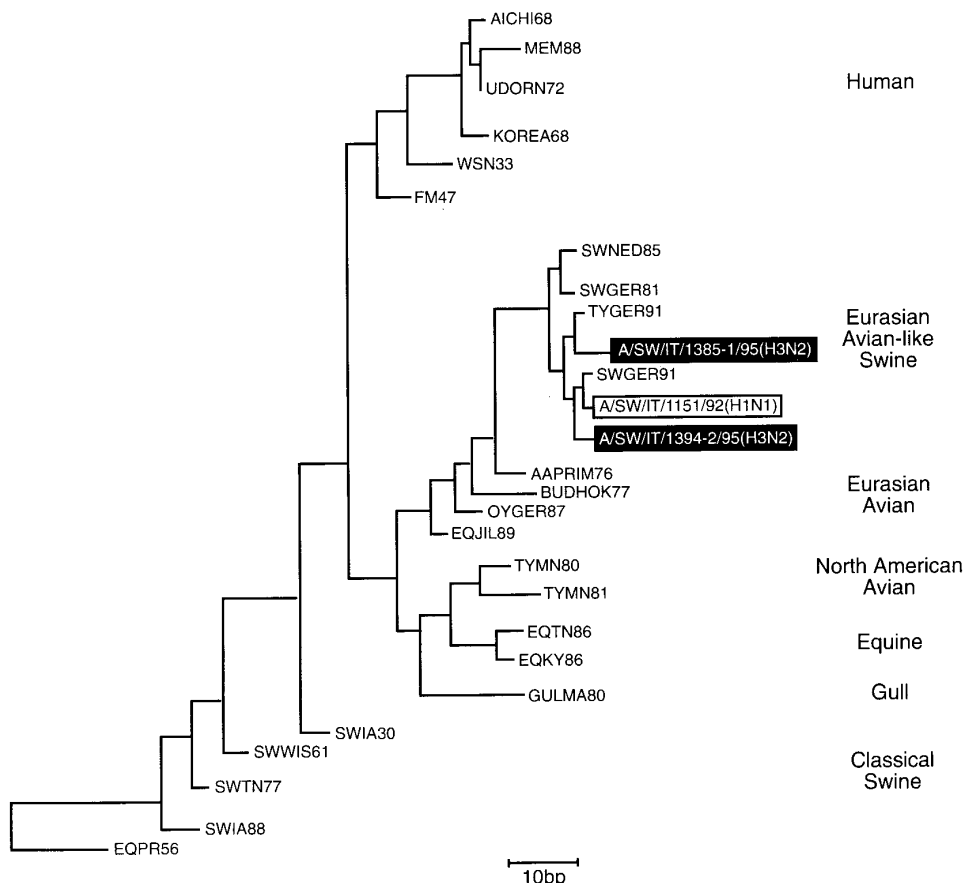 AICHI68
MEM88
UDORN72
Human
KOREA68
WSN33
FM47
SWNED85
SWGER81
TYGER91
Eurasian
Avian-like
Swine
A/SW/IT/1385-1/95(H3N2)
SWGER91
A/SW/IT/1151/92(H1N1)
A/SW/IT/1394-2/95(H3N2)
AAPRIM76
BUDHOK77
Eurasian
Avian
OYGER87
EQJIL89
TYMN80
North American
Avian
TYMN81
EQTN86
Equine
EQKY86
GULMA80
Gull
SWIA30
SWWIS61
Classical
Swine
SWTN77
SWIA88
EQPR56
10bp